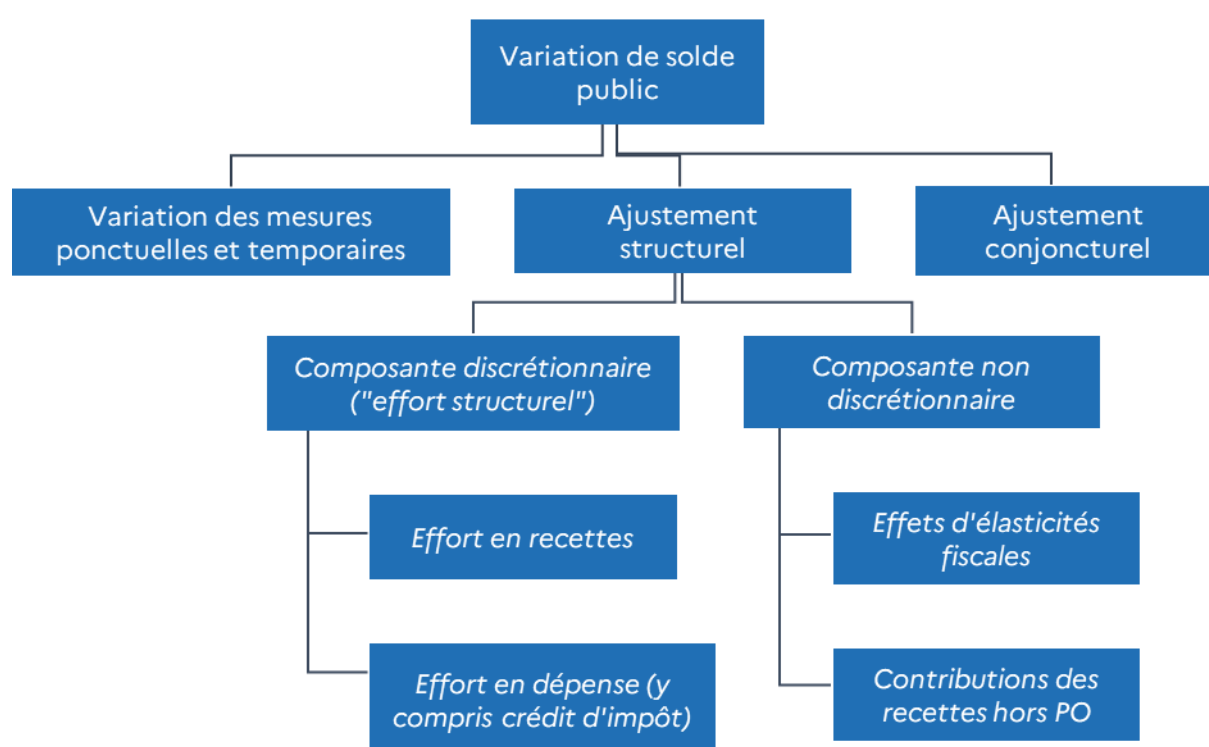 Variation de solde
public
Variation des mesures
ponctuelles et temporaires
Ajustement
structurel
Ajustement
conjoncturel
Composante discrétionnaire
("effort structurel")
Composante non
discrétionnaire
Effort en recettes
Effets d'élasticités
fiscales
Effort en dépense (y
compris crédit d'impôt)
Contributions des
recettes hors PO